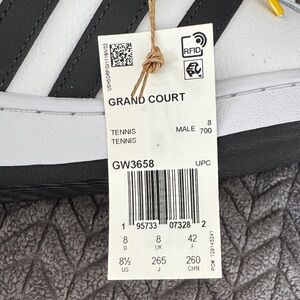 RFID
GRAND COURT
TENNIS MALE 8
TENNIS 700
GW3658 UPC
1 95733 07328 2
8 8 42
D UK F
8½ 265 260
US J CHN